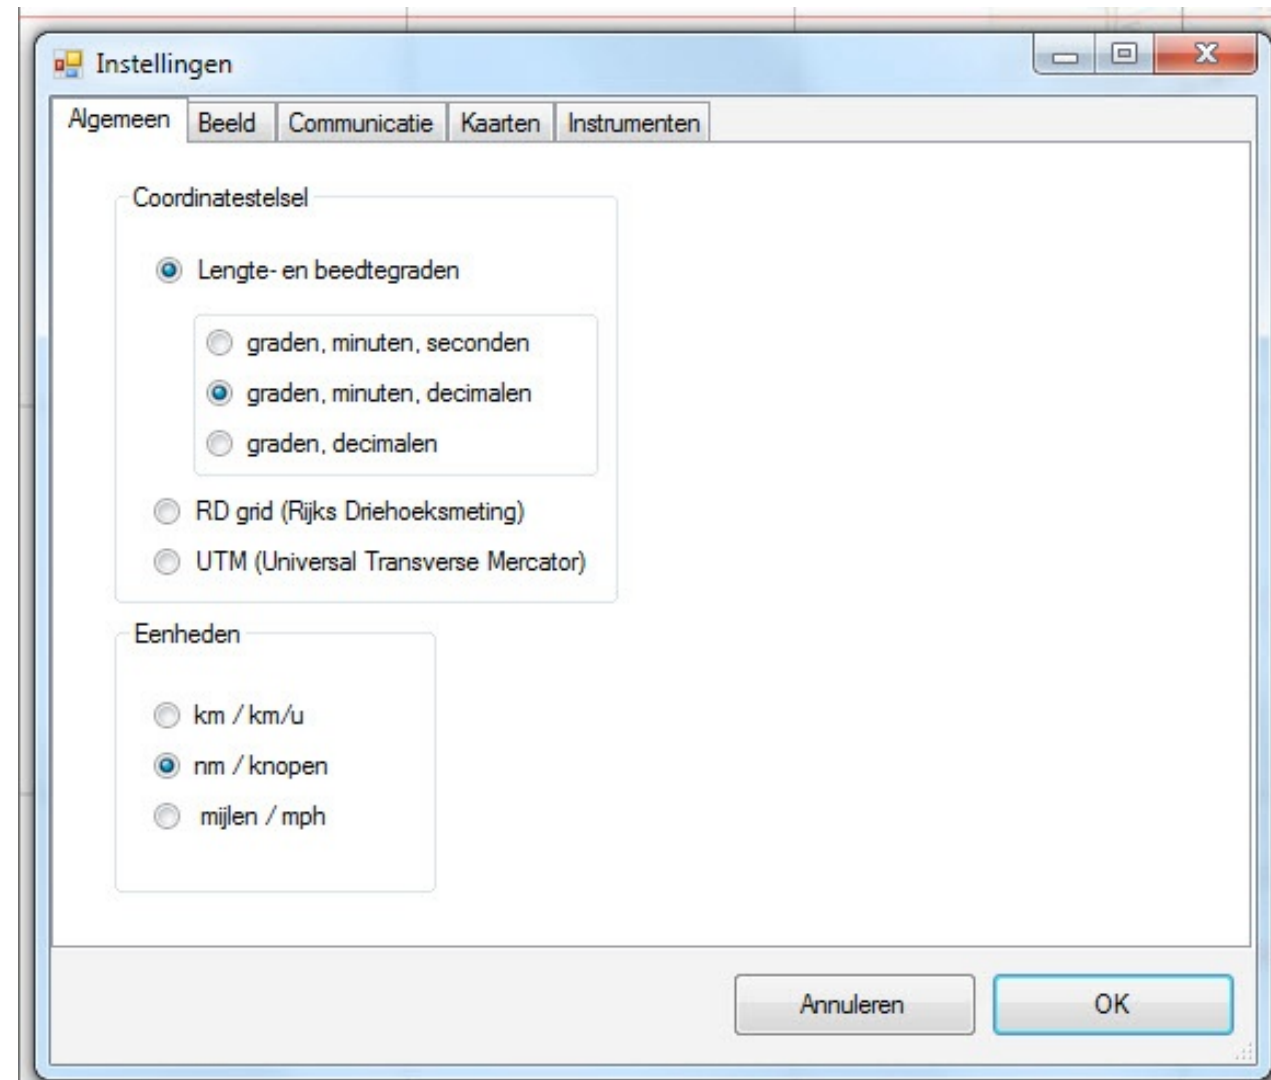 Instellingen
Algemeen Beeld Communicatie Kaarten Instrumenten
Coordinatestelsel
Lengte- en beedtegraden
graden, minuten, seconden
graden, minuten, decimalen
graden, decimalen
RD grid (Rijks Driehoeksmeting)
UTM (Universal Transverse Mercator)
Eenheden
km / km/u
nm / knopen
mijlen / mph
Annuleren OK